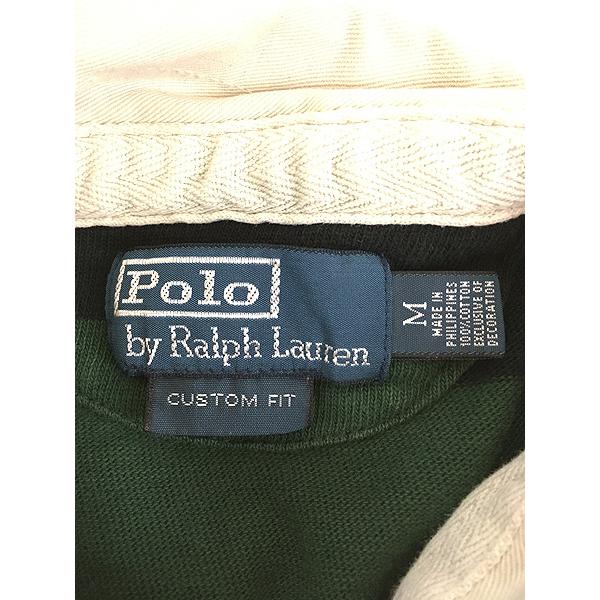 Polo
by Ralph Lauren
CUSTOM FIT
M
MADE IN
PHILIPPINES
100% COTTON
EXCLUSIVE OF
DECORATION